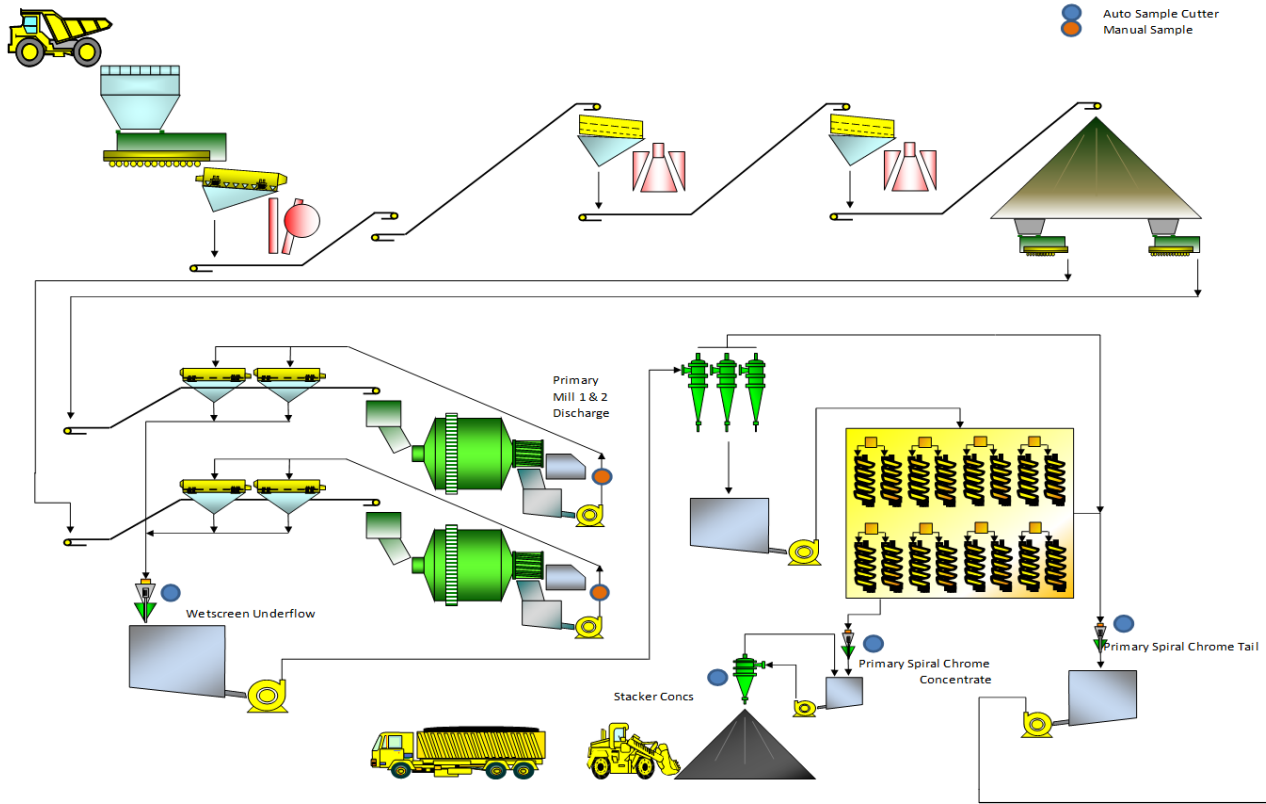 Auto Sample Cutter
Manual Sample
Primary
Mill 1 & 2
Discharge
Wetscreen Underflow
Primary Spiral Chrome Tail
Primary Spiral Chrome
Concentrate
Stacker Concs